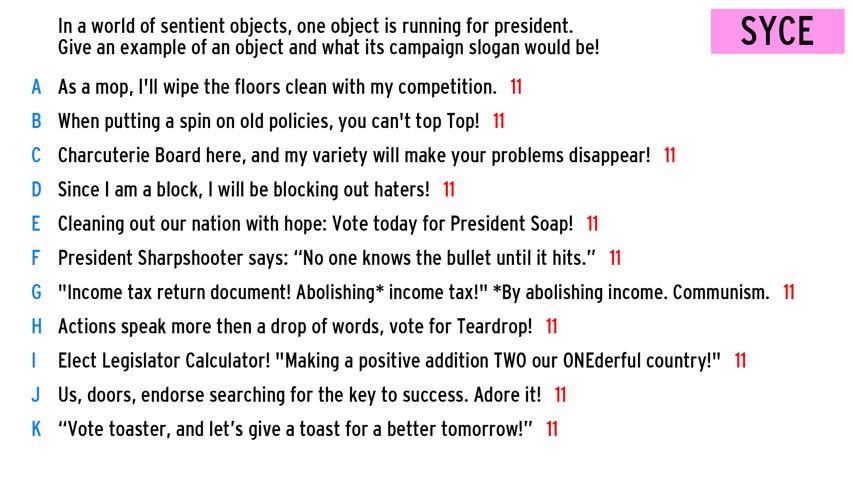 In a world of sentient objects, one object is running for president.
Give an example of an object and what its campaign slogan would be!
SYCE
A As a mop, I'll wipe the floors clean with my competition. 11
B When putting a spin on old policies, you can't top Top! 11
C Charcuterie Board here, and my variety will make your problems disappear! 11
D Since I am a block, I will be blocking out haters! 11
E Cleaning out our nation with hope: Vote today for President Soap! 11
F President Sharpshooter says: “No one knows the bullet until it hits.” 11
G "Income tax return document! Abolishing* income tax!" *By abolishing income. Communism. 11
H Actions speak more then a drop of words, vote for Teardrop! 11
I Elect Legislator Calculator! "Making a positive addition TWO our ONEderful country!" 11
J Us, doors, endorse searching for the key to success. Adore it! 11
K “Vote toaster, and let’s give a toast for a better tomorrow!” 11